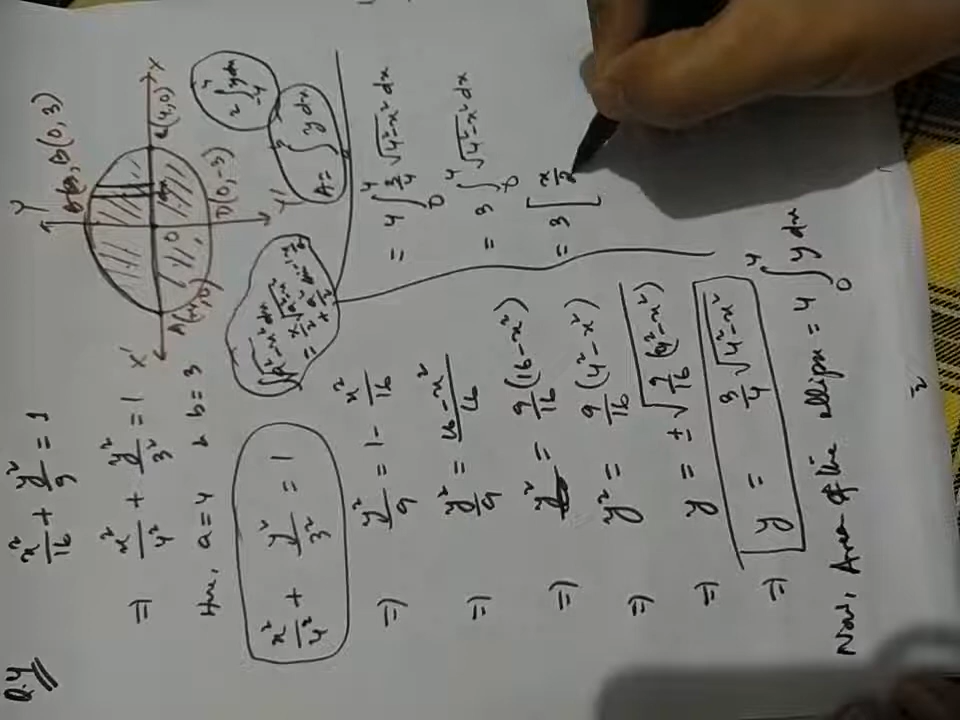 Q.4
x²/16 + y²/9 = 1
⇒ x²/4² + y²/3² = 1
Here, a = 4 & b = 3
x²/4² + y²/3² = 1
⇒ y²/9 = 1 - x²/16
⇒ y²/9 = (16 - x²)/16
⇒ y² = 9/16 (16 - x²)
⇒ y² = 9/16 (4² - x²)
⇒ y = ± √(9/16 (4² - x²))
⇒ y = 3/4 √(4² - x²)
Now, Area of the ellipse = 4 ∫₀⁴ y dx
Y
B(0, 3)
X'
A(-4, 0)
O
C(4, 0)
X
D(0, -3)
Y'
2 ∫₋₄⁴ y dx
A = ∫ y dx
= 4 ∫₀⁴ 3/4 √(4² - x²) dx
= 3 ∫₀⁴ √(4² - x²) dx
= 3 [ x/2